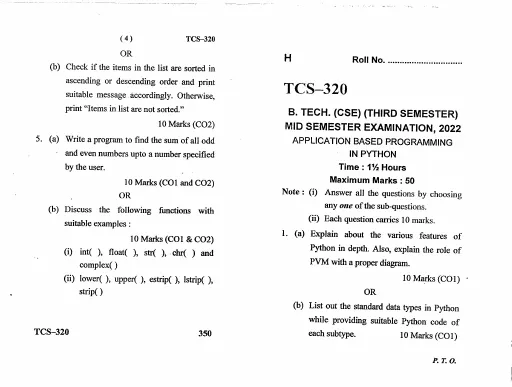 ( 4 ) TCS–320
OR
(b) Check if the items in the list are sorted in
ascending or descending order and print
suitable message accordingly. Otherwise,
print “Items in list are not sorted.”
10 Marks (CO2)
5. (a) Write a program to find the sum of all odd
and even numbers upto a number specified
by the user.
10 Marks (CO1 and CO2)
OR
(b) Discuss the following functions with
suitable examples :
10 Marks (CO1 & CO2)
(i) int( ), float( ), str( ), chr( ) and
complex( )
(ii) lower( ), upper( ), estrip( ), lstrip( ),
strip( )
TCS–320 350
H Roll No. ..............................
TCS–320
B. TECH. (CSE) (THIRD SEMESTER)
MID SEMESTER EXAMINATION, 2022
APPLICATION BASED PROGRAMMING
IN PYTHON
Time : 1½ Hours
Maximum Marks : 50
Note : (i) Answer all the questions by choosing
any one of the sub-questions.
(ii) Each question carries 10 marks.
1. (a) Explain about the various features of
Python in depth. Also, explain the role of
PVM with a proper diagram.
10 Marks (CO1)
OR
(b) List out the standard data types in Python
while providing suitable Python code of
each subtype. 10 Marks (CO1)
P. T. O.